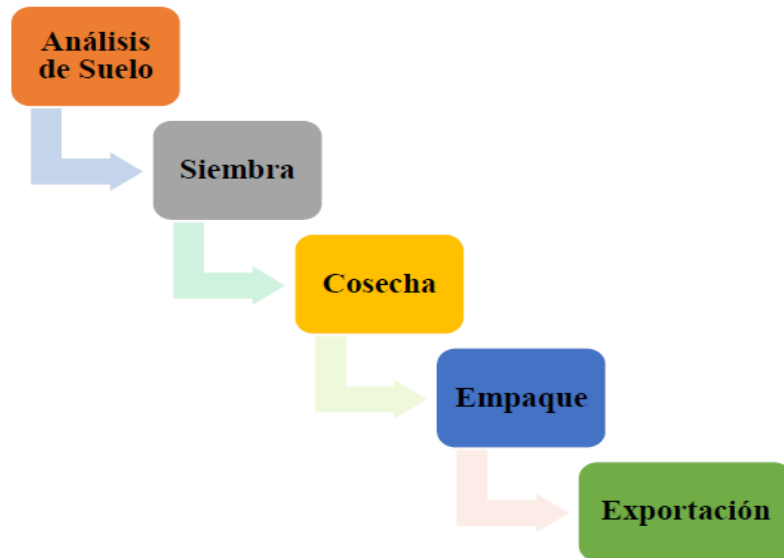 Análisis
de Suelo
Siembra
Cosecha
Empaque
Exportación